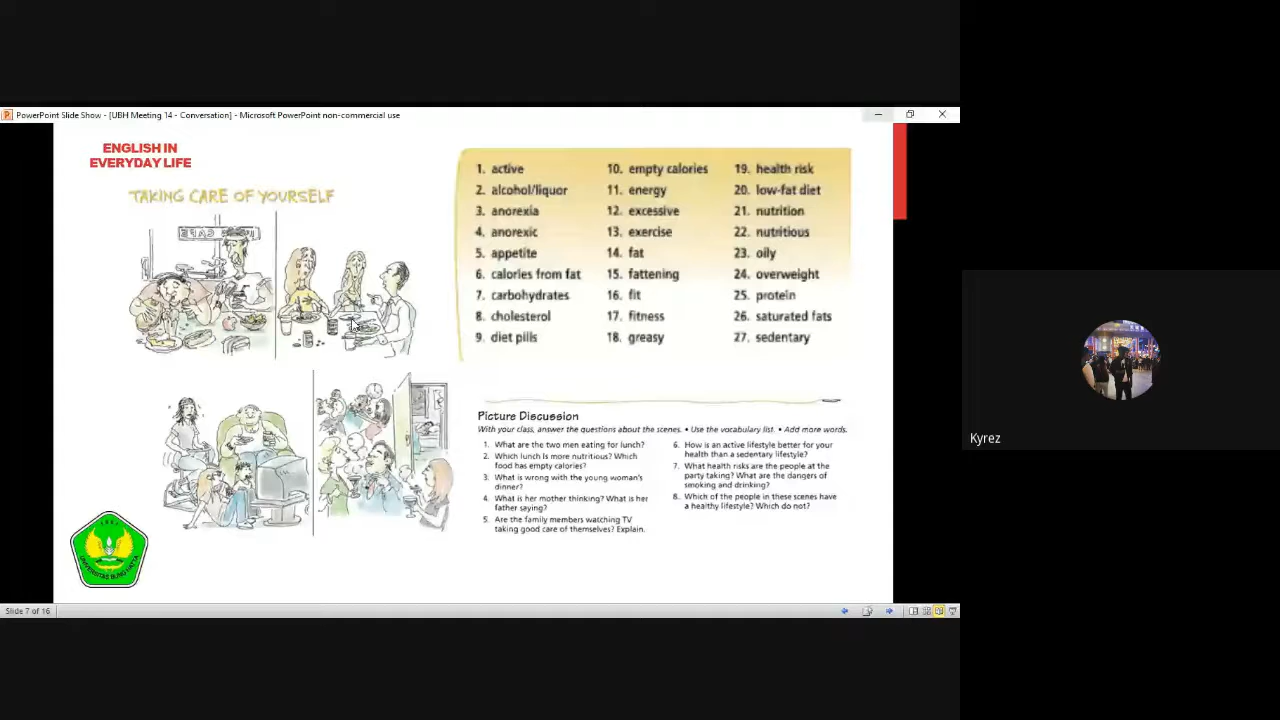 PowerPoint Slide Show - [UBH Meeting 14 - Conversation] - Microsoft PowerPoint non-commercial use
ENGLISH IN
EVERYDAY LIFE
TAKING CARE OF YOURSELF
1. active
2. alcohol/liquor
3. anorexia
4. anorexic
5. appetite
6. calories from fat
7. carbohydrates
8. cholesterol
9. diet pills
10. empty calories
11. energy
12. excessive
13. exercise
14. fat
15. fattening
16. fit
17. fitness
18. greasy
19. health risk
20. low-fat diet
21. nutrition
22. nutritious
23. oily
24. overweight
25. protein
26. saturated fats
27. sedentary
Picture Discussion
With your class, answer the questions about the scenes. • Use the vocabulary list. • Add more words.
1. What are the two men eating for lunch?
2. Which lunch is more nutritious? Which
food has empty calories?
3. What is wrong with the young woman's
dinner?
4. What is her mother thinking? What is her
father saying?
5. Are the family members watching TV
taking good care of themselves? Explain.
6. How is an active lifestyle better for your
health than a sedentary lifestyle?
7. What health risks are the people at the
party taking? What are the dangers of
smoking and drinking?
8. Which of the people in these scenes have
a healthy lifestyle? Which do not?
1981
UNIVERSITAS BUNG HATTA
Slide 7 of 16
Kyrez